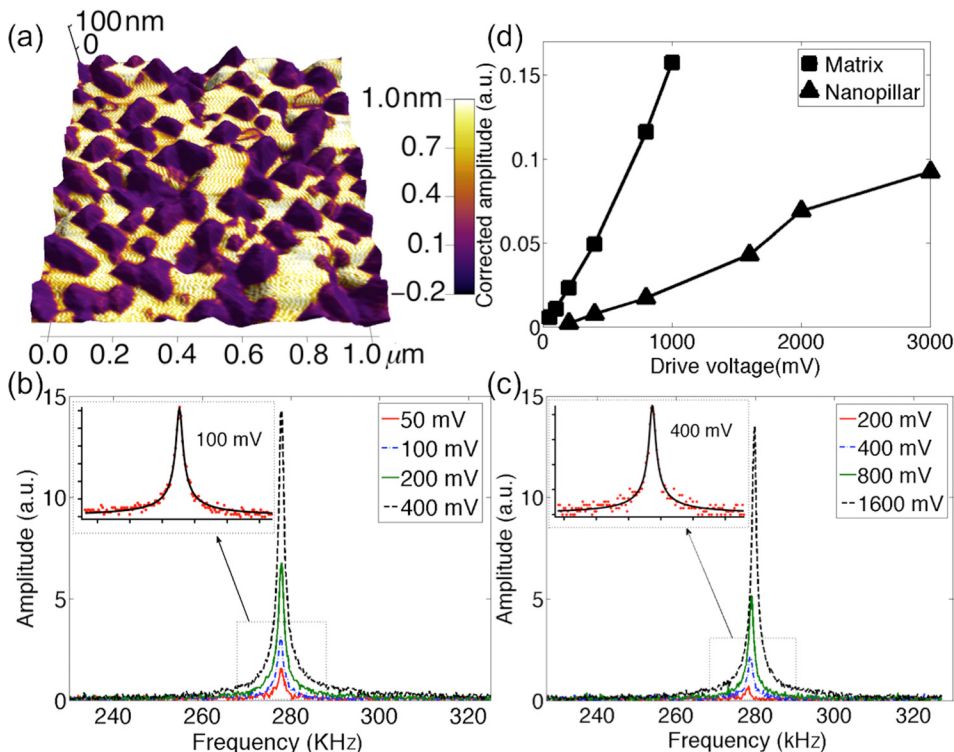 (a)
100nm
0
1.0nm
0.7
0.4
0.1
−0.2
0.0 0.2 0.4 0.6 0.8 1.0 μm
(d)
Corrected amplitude (a.u.)
0.15
0.1
0.05
0
Matrix
Nanopillar
0 1000 2000 3000
Drive voltage(mV)
(b)
Amplitude (a.u.)
15
10
5
0
100 mV
50 mV
100 mV
200 mV
400 mV
240 260 280 300 320
Frequency (KHz)
(c)
Amplitude (a.u.)
15
10
5
0
400 mV
200 mV
400 mV
800 mV
1600 mV
220 240 260 280 300 320
Frequency (kHz)